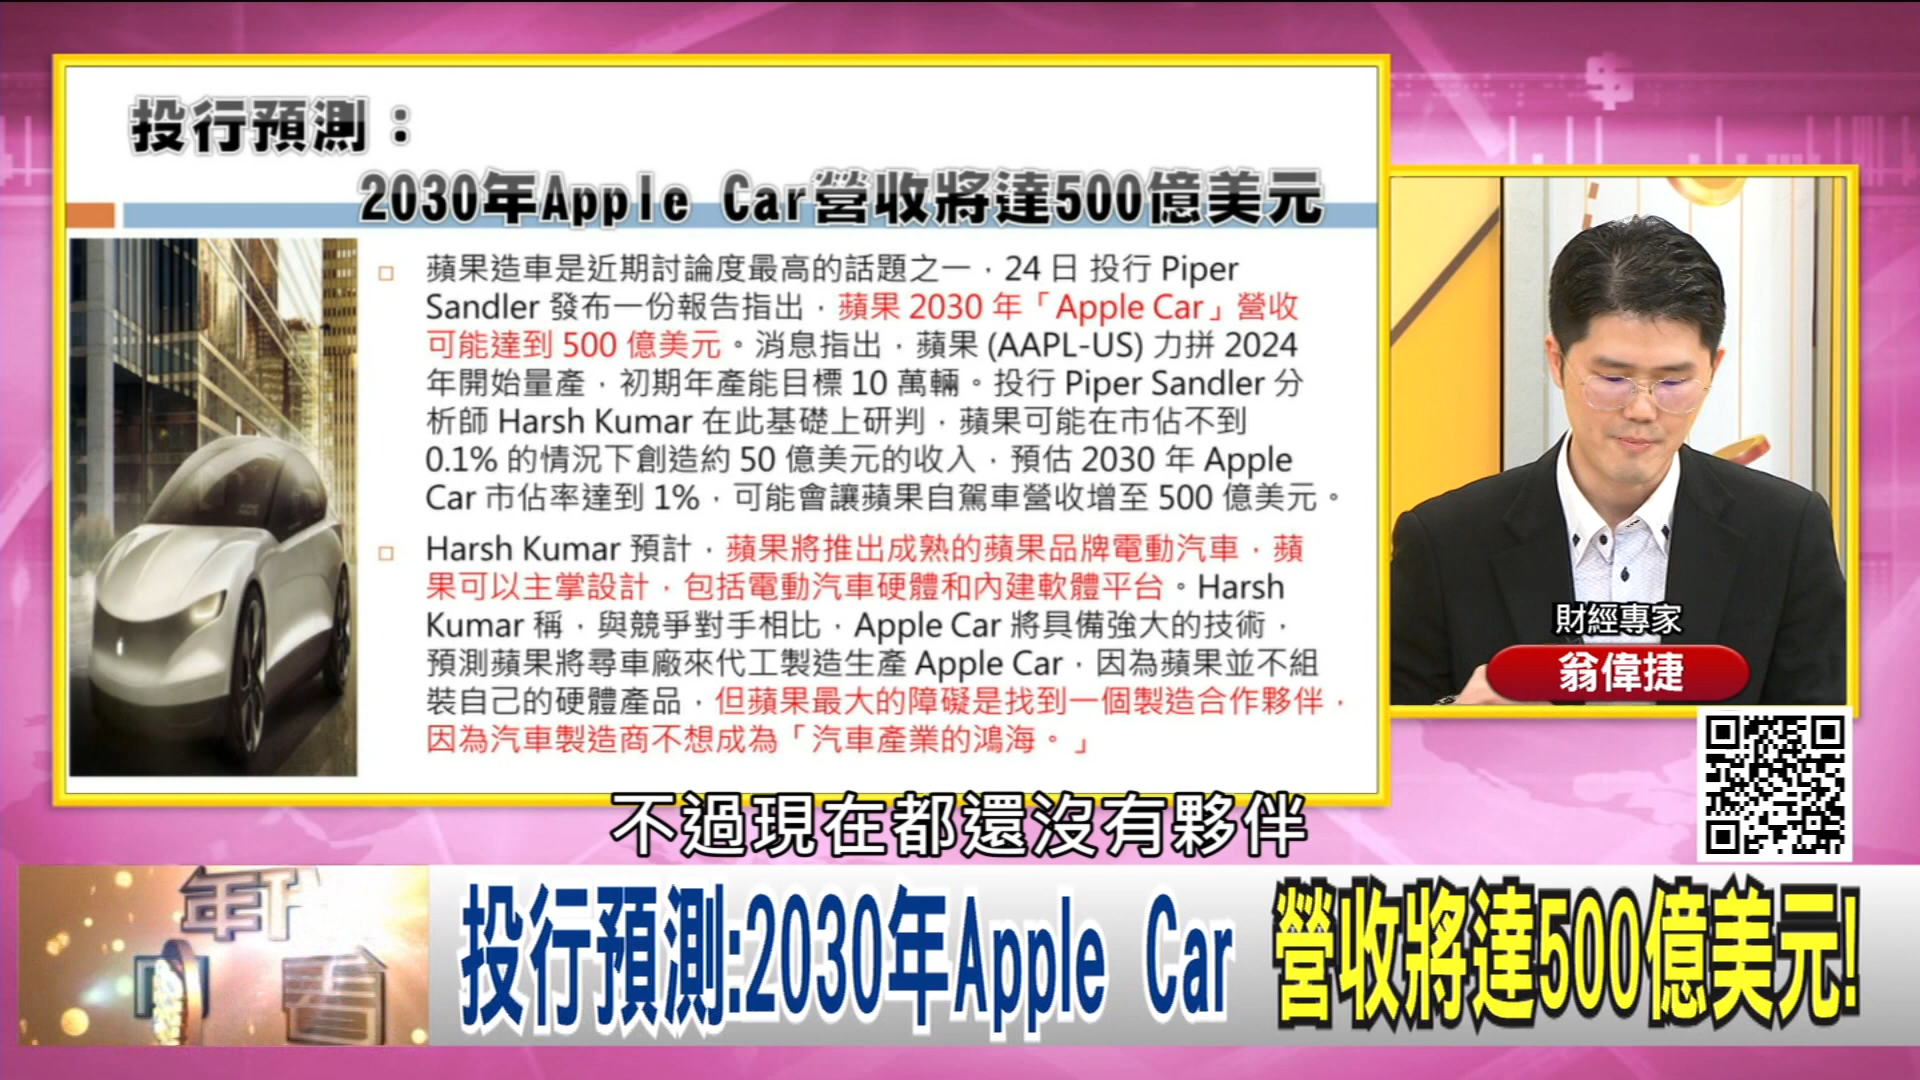 投行預測：
2030年Apple Car營收將達500億美元
蘋果造車是近期討論度最高的話題之一，24 日 投行 Piper
Sandler 發布一份報告指出，蘋果 2030 年「Apple Car」營收
可能達到 500 億美元。消息指出，蘋果 (AAPL-US) 力拼 2024
年開始量產，初期年產能目標 10 萬輛。投行 Piper Sandler 分
析師 Harsh Kumar 在此基礎上研判，蘋果可能在市佔不到
0.1% 的情況下創造約 50 億美元的收入，預估 2030 年 Apple
Car 市佔率達到 1%，可能會讓蘋果自駕車營收增至 500 億美元。
Harsh Kumar 預計，蘋果將推出成熟的蘋果品牌電動汽車，蘋
果可以主掌設計，包括電動汽車硬體和內建軟體平台。Harsh
Kumar 稱，與競爭對手相比，Apple Car 將具備強大的技術，
預測蘋果將尋車廠來代工製造生產 Apple Car，因為蘋果並不組
裝自己的硬體產品，但蘋果最大的障礙是找到一個製造合作夥伴，
因為汽車製造商不想成為「汽車產業的鴻海。」
財經專家
翁偉捷
不過現在都還沒有夥伴
投行預測:2030年Apple Car 營收將達500億美元!